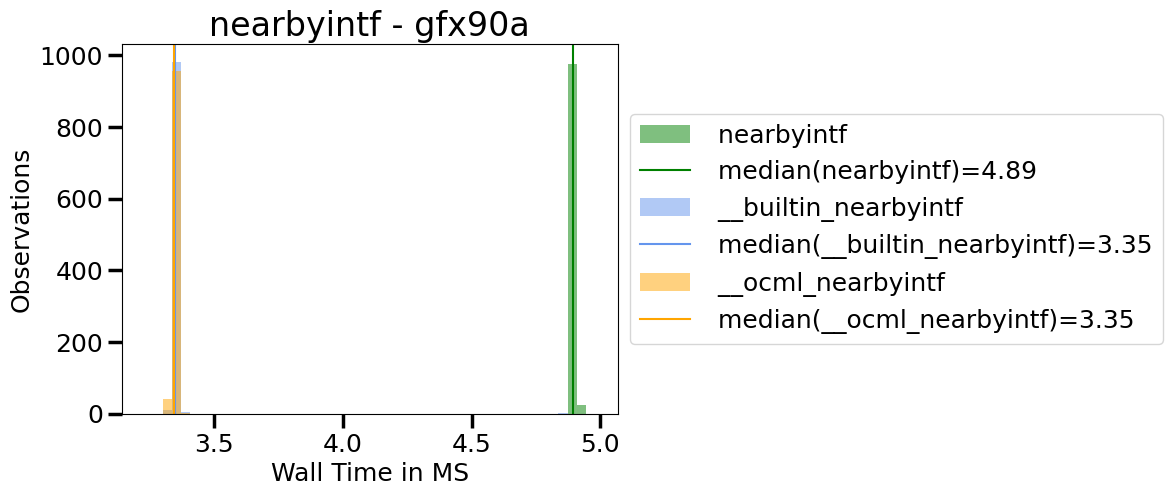 nearbyintf - gfx90a
1000
800
600
400
200
0
Observations
3.5
4.0
4.5
5.0
Wall Time in MS
nearbyintf
median(nearbyintf)=4.89
__builtin_nearbyintf
median(__builtin_nearbyintf)=3.35
__ocml_nearbyintf
median(__ocml_nearbyintf)=3.35